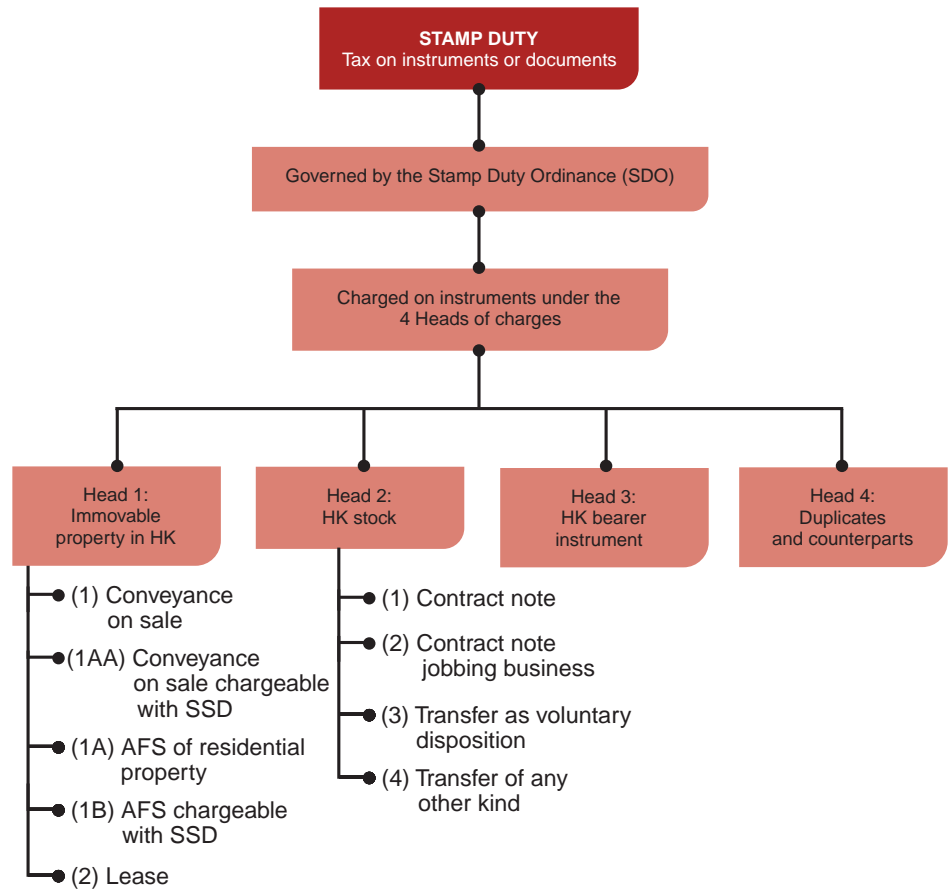 STAMP DUTY
Tax on instruments or documents
Governed by the Stamp Duty Ordinance (SDO)
Charged on instruments under the
4 Heads of charges
Head 1:
Immovable
property in HK
Head 2:
HK stock
Head 3:
HK bearer
instrument
Head 4:
Duplicates
and counterparts
(1) Conveyance
on sale
(1AA) Conveyance
on sale chargeable
with SSD
(1A) AFS of residential
property
(1B) AFS chargeable
with SSD
(2) Lease
(1) Contract note
(2) Contract note
jobbing business
(3) Transfer as voluntary
disposition
(4) Transfer of any
other kind